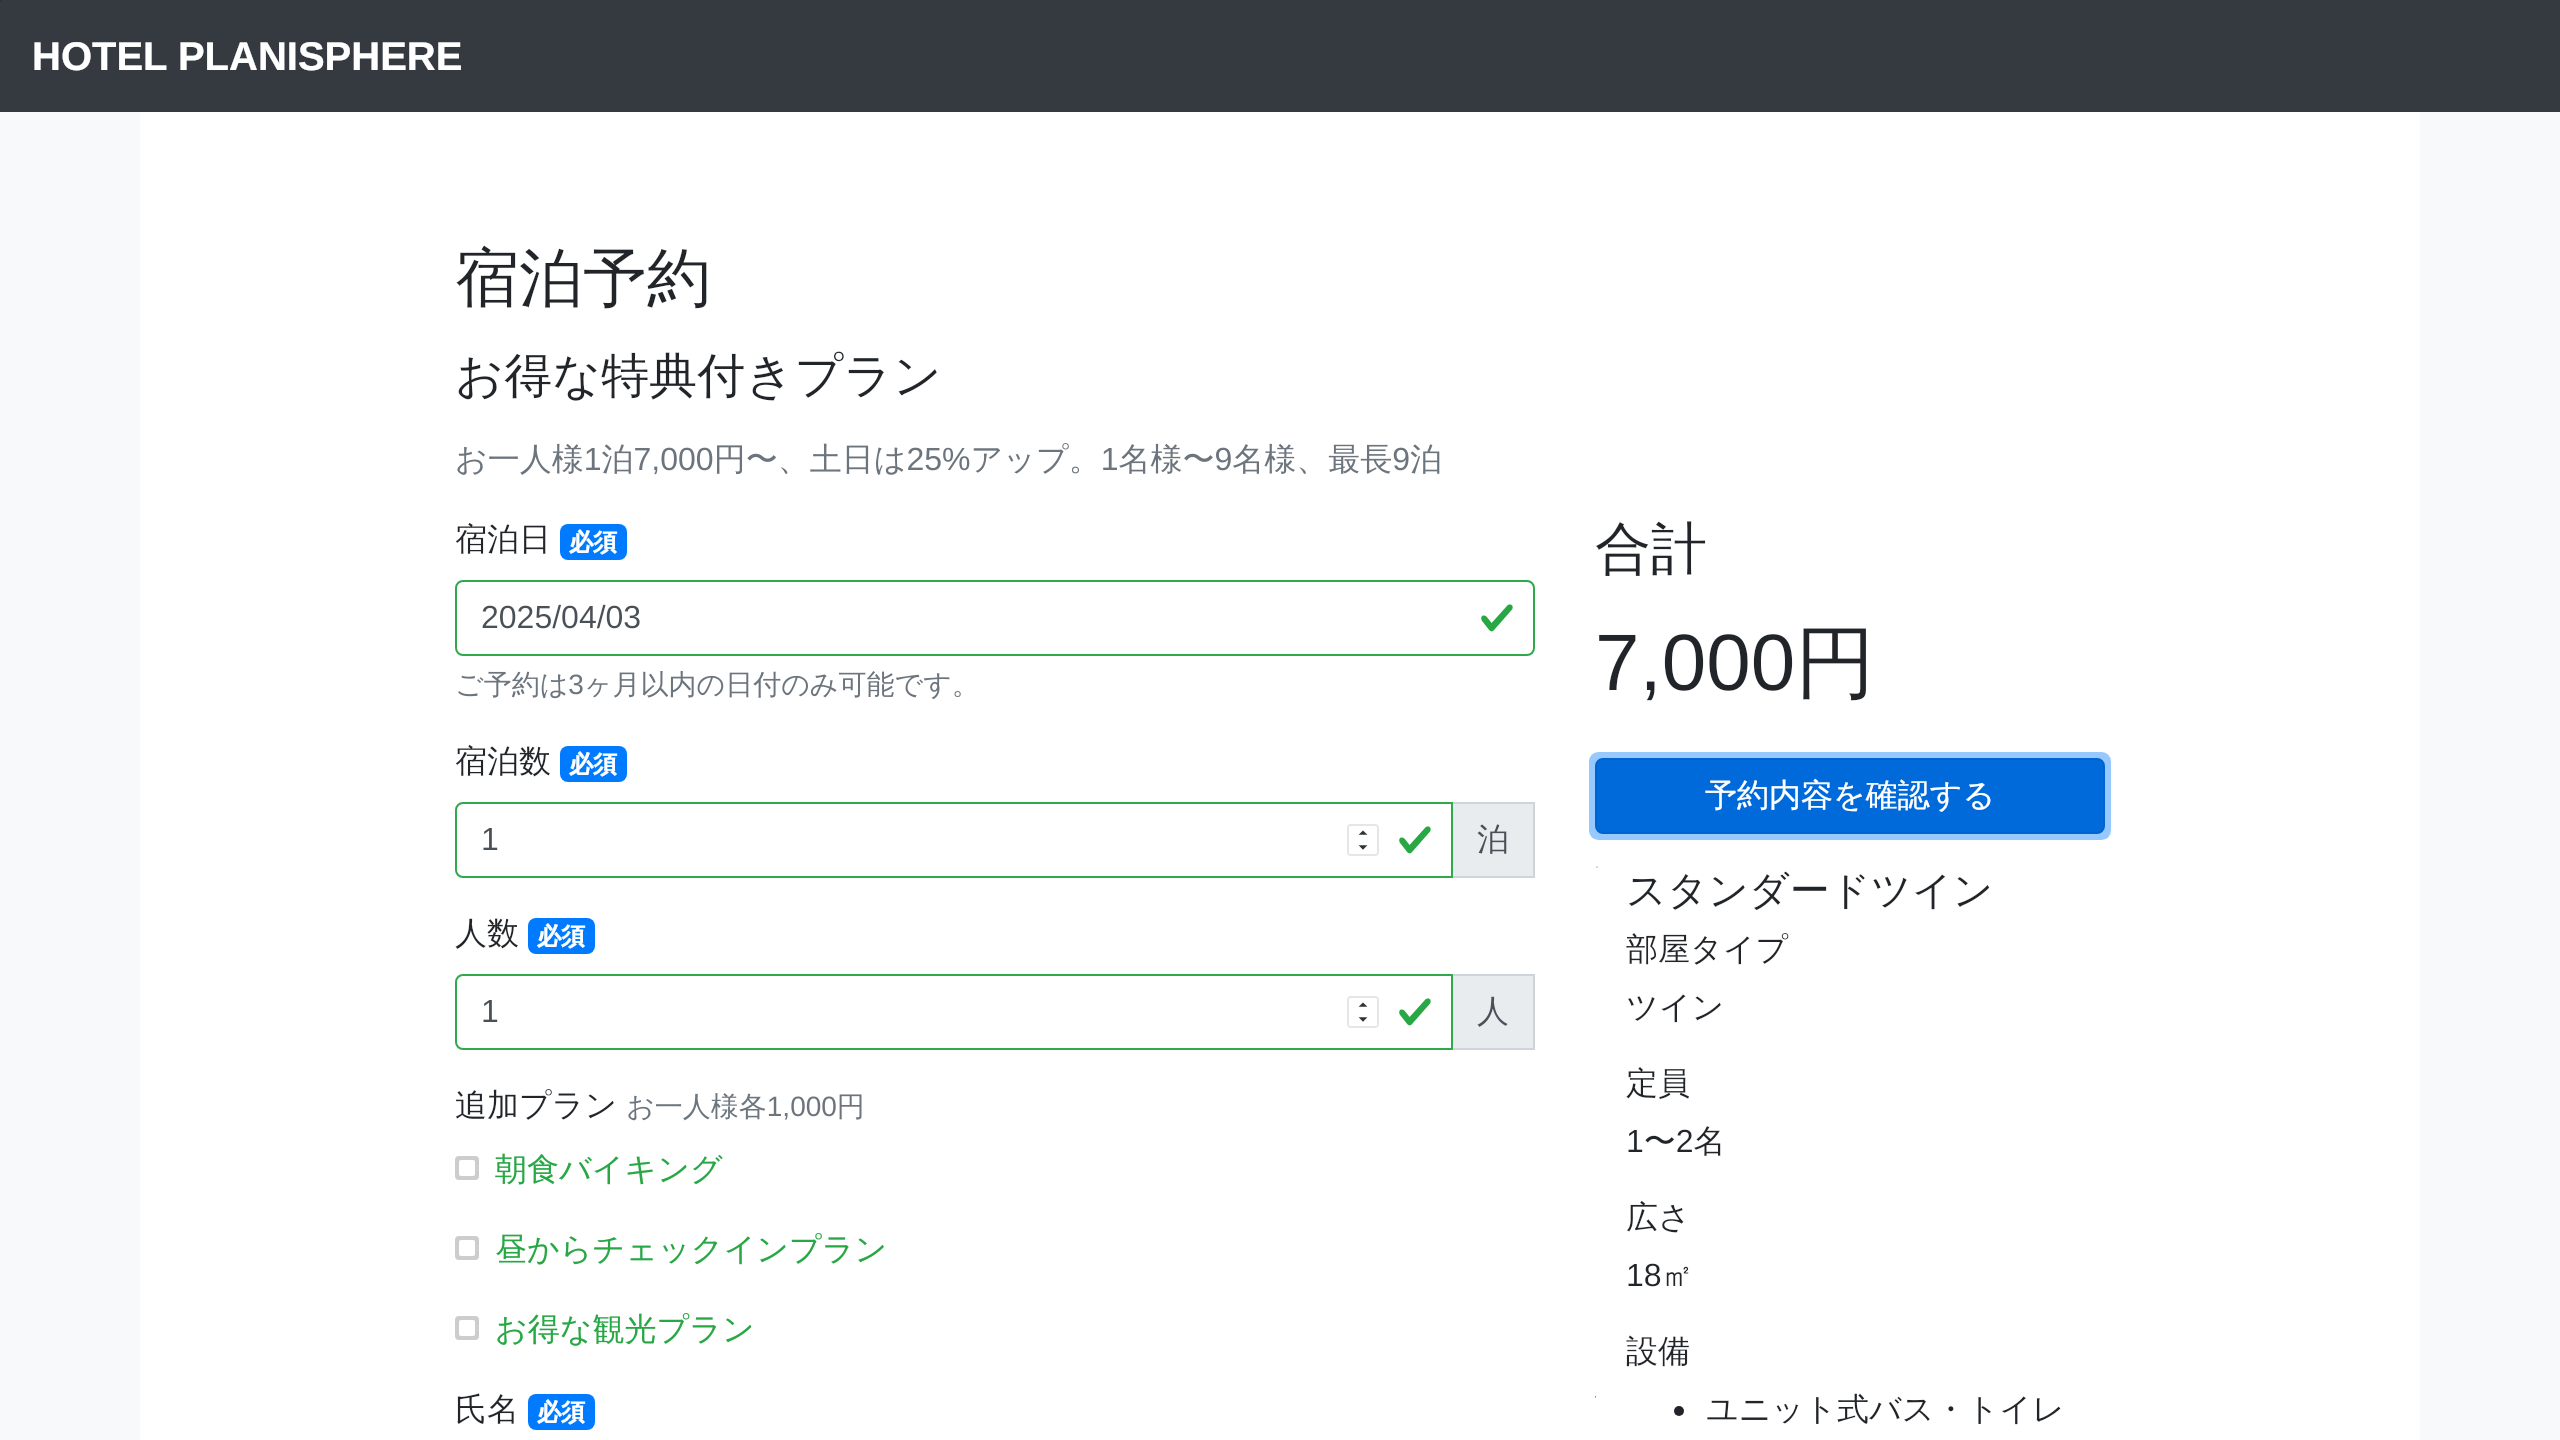 HOTEL PLANISPHERE
宿泊予約
お得な特典付きプラン
お一人様1泊7,000円〜、土日は25%アップ。1名様〜9名様、最長9泊
宿泊日 必須
2025/04/03
ご予約は3ヶ月以内の日付のみ可能です。
宿泊数 必須
1 泊
人数 必須
1 人
追加プラン お一人様各1,000円
朝食バイキング
昼からチェックインプラン
お得な観光プラン
氏名 必須
合計
7,000円
予約内容を確認する
スタンダードツイン
部屋タイプ
ツイン
定員
1〜2名
広さ
18㎡
設備
• ユニット式バス・トイレ